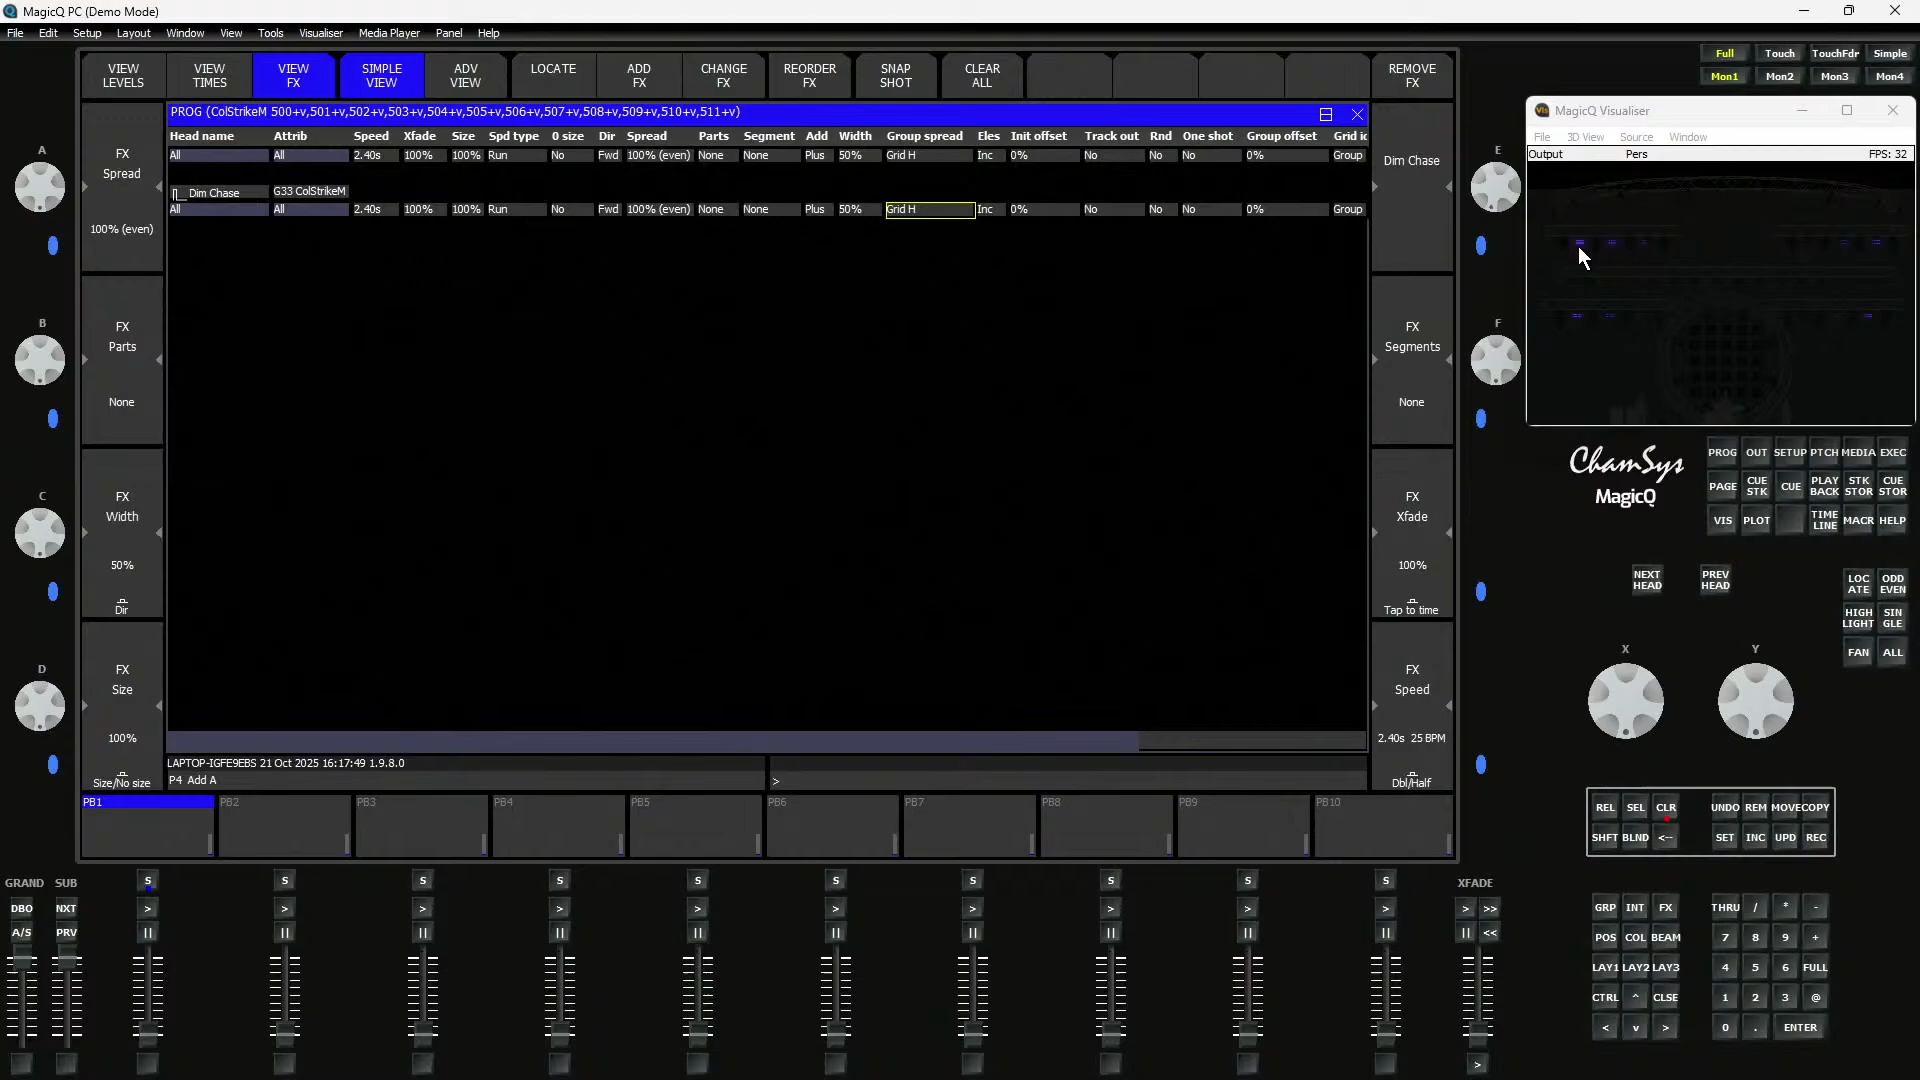 MagicQ PC (Demo Mode)
File Edit Setup Layout Window View Tools Visualiser Media Player Panel Help
VIEW LEVELS
VIEW TIMES
VIEW FX
SIMPLE VIEW
ADV VIEW
LOCATE
ADD FX
CHANGE FX
REORDER FX
SNAP SHOT
CLEAR ALL
REMOVE FX
Full Touch TouchFdr Simple
Mon1 Mon2 Mon3 Mon4
PROG (ColStrikeM 500+v,501+v,502+v,503+v,504+v,505+v,506+v,507+v,508+v,509+v,510+v,511+v)
Head name Attrib Speed Xfade Size Spd type 0 size Dir Spread Parts Segment Add Width Group spread Eles Init offset Track out Rnd One shot Group offset Grid ic
All All 2.40s 100% 100% Run No Fwd 100% (even) None None Plus 50% Grid H Inc 0% No No No 0% Group
Dim Chase G33 ColStrikeM
All All 2.40s 100% 100% Run No Fwd 100% (even) None None Plus 50% Grid H Inc 0% No No No 0% Group
A
FX
Spread
100% (even)
B
FX
Parts
None
C
FX
Width
50%
Dir
D
FX
Size
100%
Size/No size
Dim Chase
E
FX
Segments
None
F
FX
Xfade
100%
Tap to time
FX
Speed
2.40s 25 BPM
Dbl/Half
MagicQ Visualiser
File 3D View Source Window
Output Pers FPS: 32
ChamSys
MagicQ
PROG OUT SETUP PTCH MEDIA EXEC
PAGE CUE STK CUE PLAY BACK STK STOR CUE STOR
VIS PLOT TIME LINE MACR HELP
NEXT HEAD PREV HEAD
LOC ATE ODD EVEN
HIGH LIGHT SIN GLE
FAN ALL
X Y
LAPTOP-IGFE9EBS 21 Oct 2025 16:17:49 1.9.8.0
P4 Add A
>
PB1 PB2 PB3 PB4 PB5 PB6 PB7 PB8 PB9 PB10
REL SEL CLR UNDO REM MOVE COPY
SHFT BLND <-- SET INC UPD REC
GRAND SUB
S S S S S S S S S S
XFADE
DBO NXT > > > > > > > > > > > >>
A/S PRV || || || || || || || || || || || <<
>
GRP INT FX THRU / * -
POS COL BEAM 7 8 9 +
LAY1 LAY2 LAY3 4 5 6 FULL
CTRL ^ CLSE 1 2 3 @
< v > 0 . ENTER